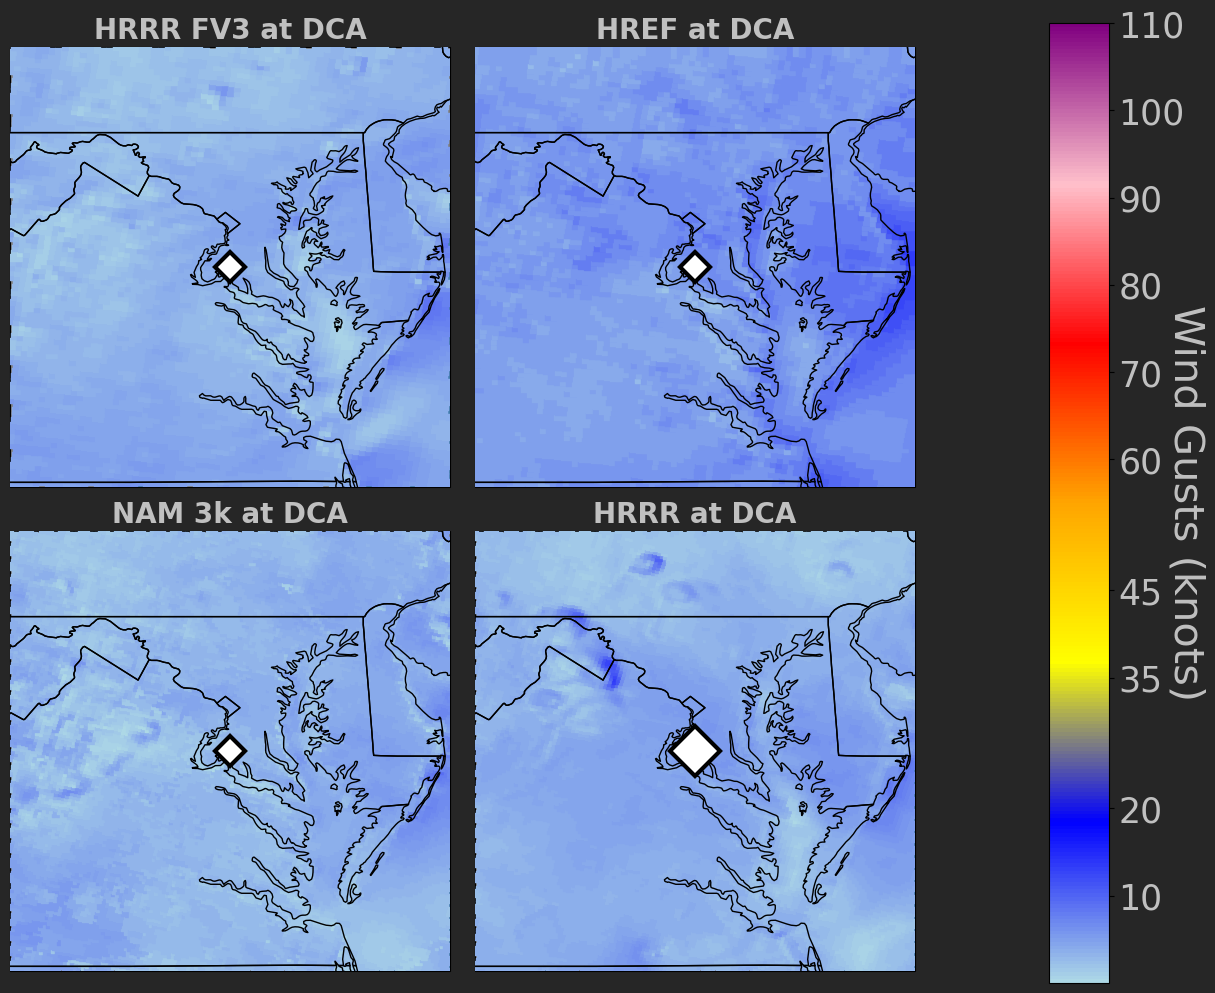 HRRR FV3 at DCA
HREF at DCA
NAM 3k at DCA
HRRR at DCA
110
100
90
80
70
60
45
35
20
10
Wind Gusts (knots)